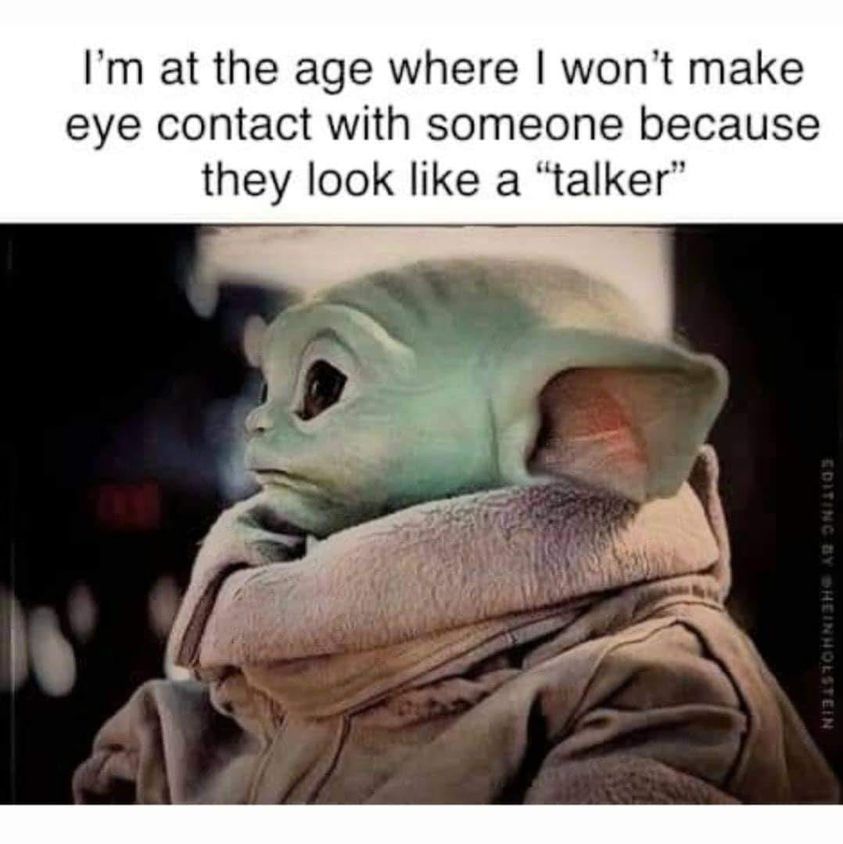 I'm at the age where I won't make
eye contact with someone because
they look like a “talker”
EDITING BY @HEINHOLSTEIN